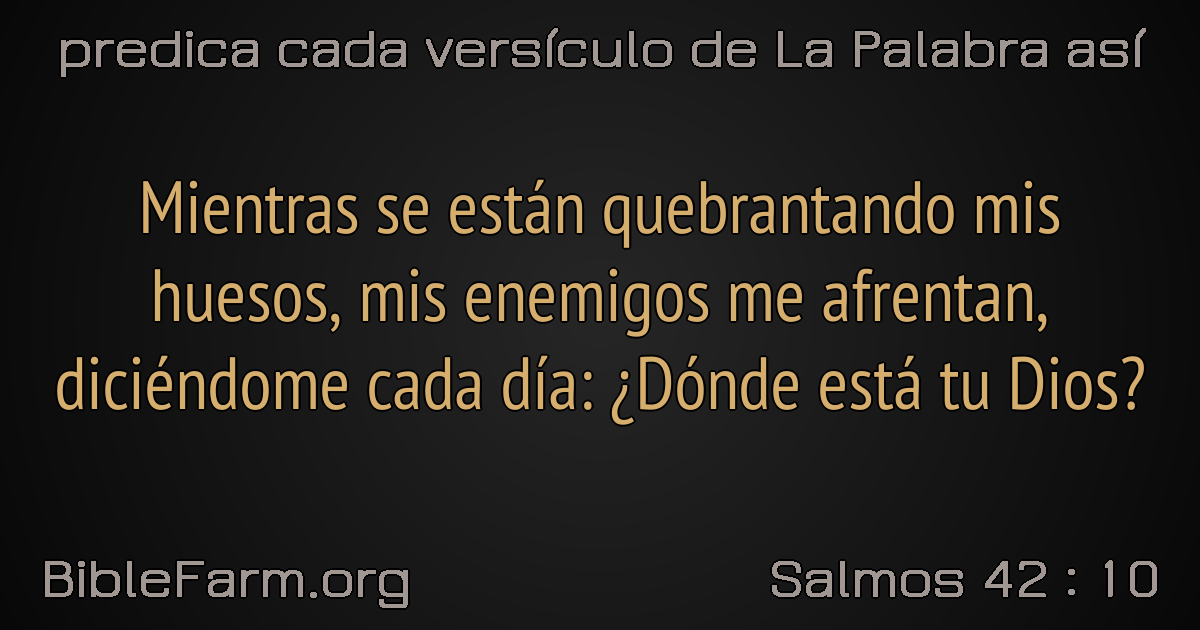 predica cada versículo de La Palabra así
Mientras se están quebrantando mis
huesos, mis enemigos me afrentan,
diciéndome cada día: ¿Dónde está tu Dios?
BibleFarm.org
Salmos 42 : 10